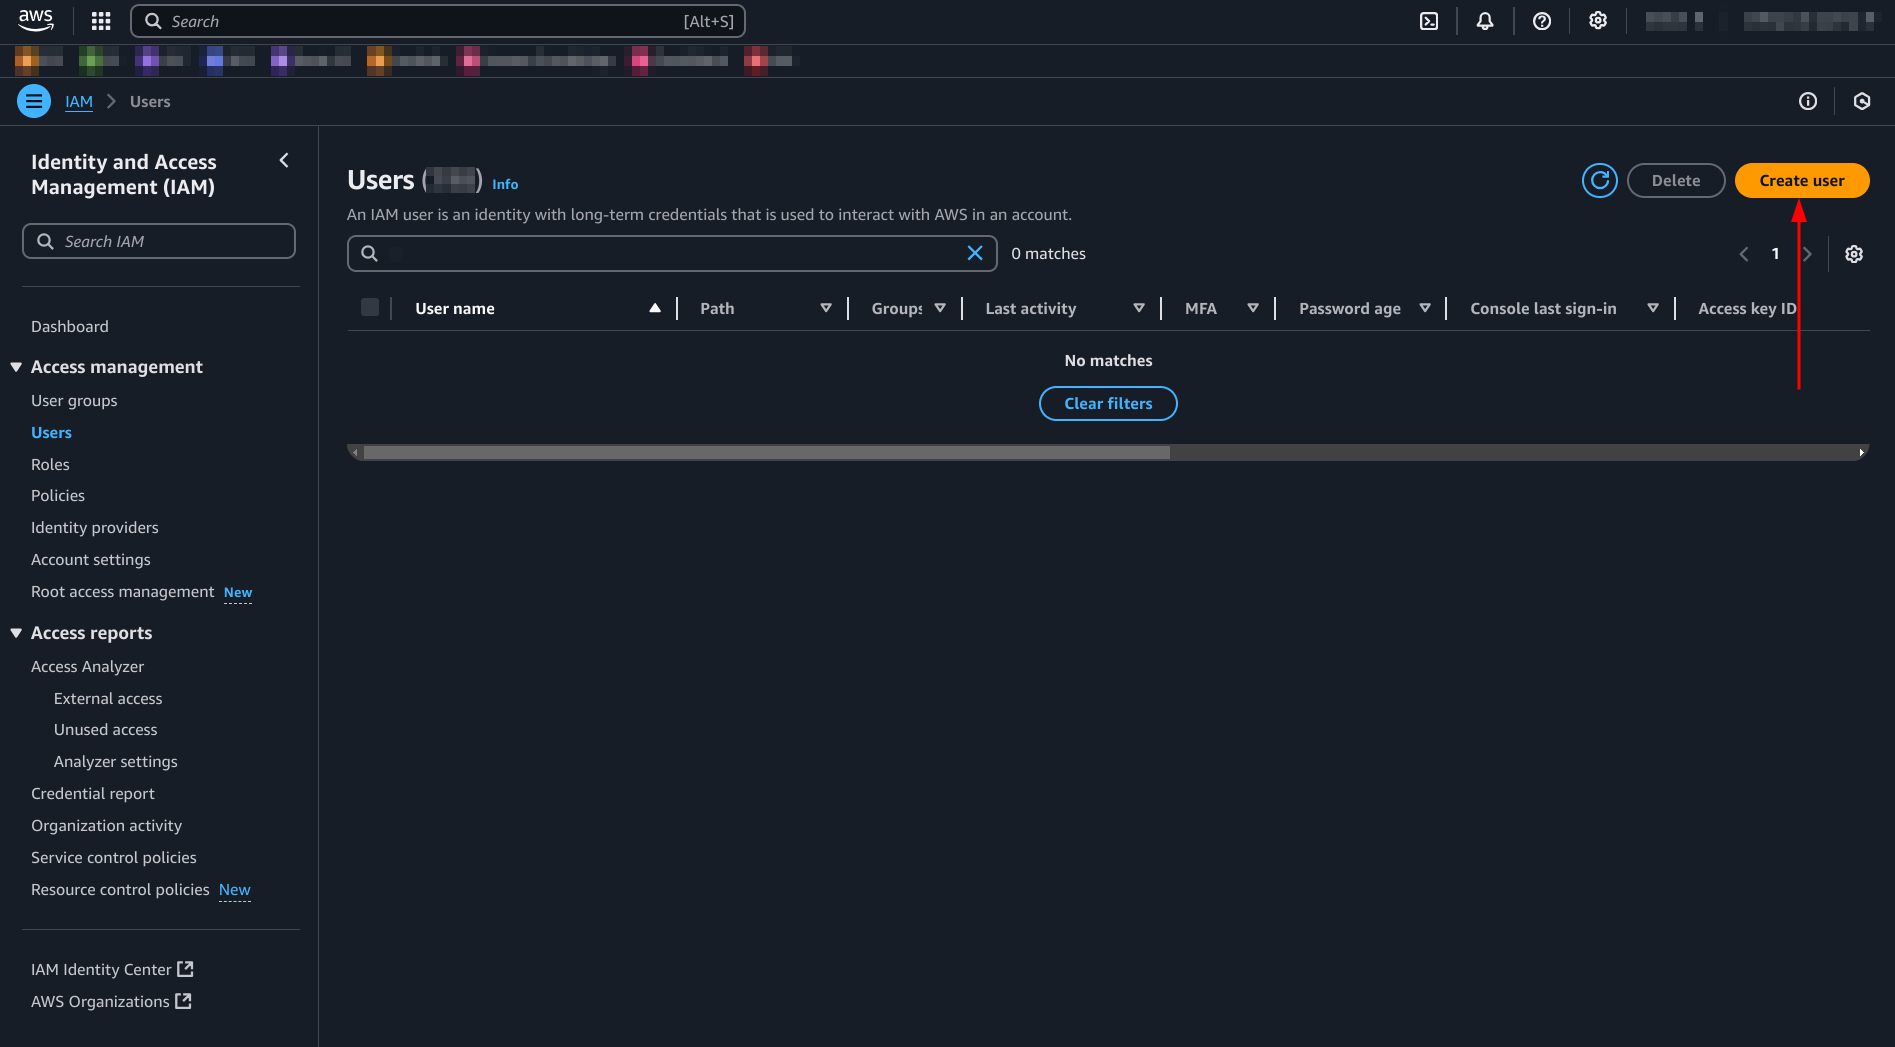 aws
Search [Alt+S]
IAM Users
Identity and Access
Management (IAM)
Search IAM
Dashboard
Access management
User groups
Users
Roles
Policies
Identity providers
Account settings
Root access management New
Access reports
Access Analyzer
External access
Unused access
Analyzer settings
Credential report
Organization activity
Service control policies
Resource control policies New
IAM Identity Center
AWS Organizations
Users ( ) Info
Delete
Create user
An IAM user is an identity with long-term credentials that is used to interact with AWS in an account.
0 matches
1
User name Path Groups Last activity MFA Password age Console last sign-in Access key ID
No matches
Clear filters